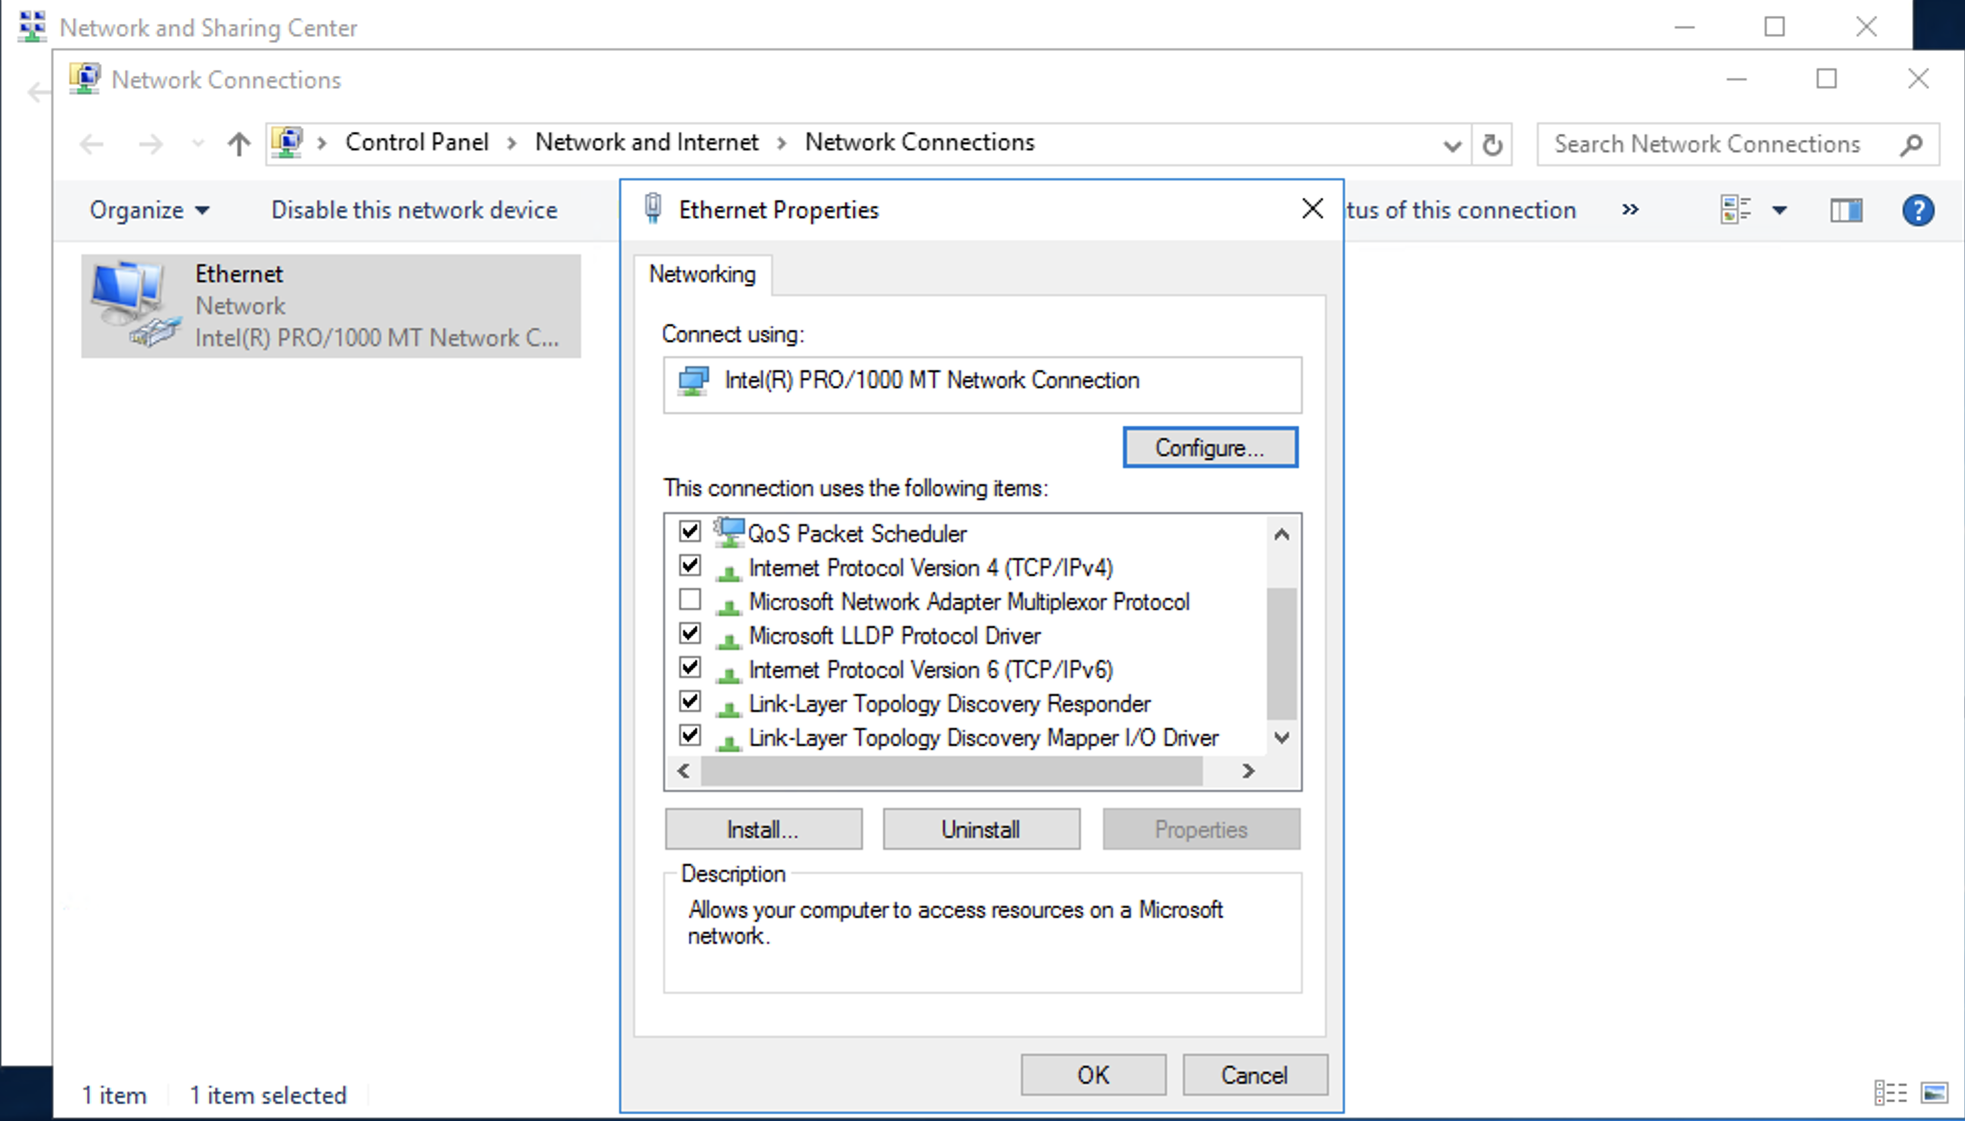 Network and Sharing Center
Network Connections
Control Panel > Network and Internet > Network Connections
Search Network Connections
Organize
Disable this network device
tus of this connection
»
Ethernet
Network
Intel(R) PRO/1000 MT Network C...
Ethernet Properties
Networking
Connect using:
Intel(R) PRO/1000 MT Network Connection
Configure...
This connection uses the following items:
QoS Packet Scheduler
Internet Protocol Version 4 (TCP/IPv4)
Microsoft Network Adapter Multiplexor Protocol
Microsoft LLDP Protocol Driver
Internet Protocol Version 6 (TCP/IPv6)
Link-Layer Topology Discovery Responder
Link-Layer Topology Discovery Mapper I/O Driver
Install...
Uninstall
Properties
Description
Allows your computer to access resources on a Microsoft
network.
OK
Cancel
1 item
1 item selected